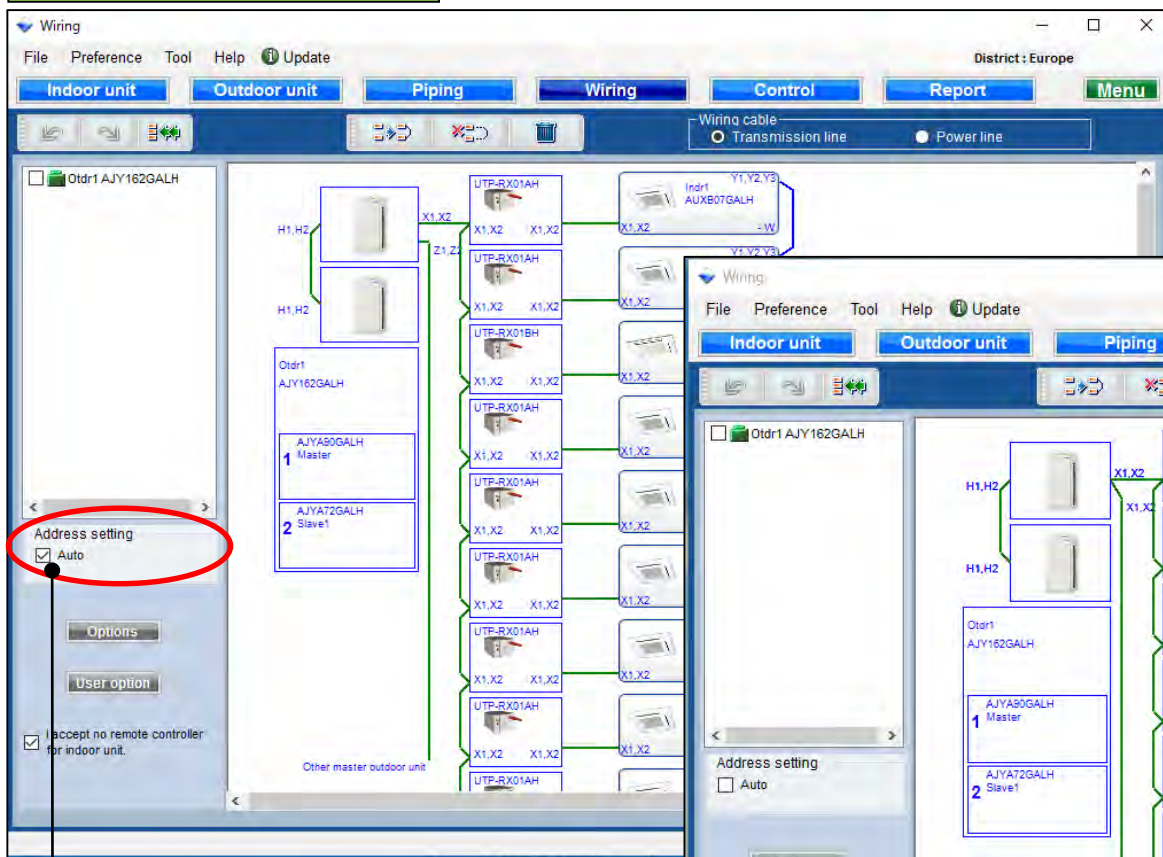 Wiring
File Preference Tool Help Update
District : Europe
Indoor unit Outdoor unit Piping Wiring Control Report Menu
Wiring cable
Transmission line Power line
Otdr1 AJY162GALH
H1,H2
H1,H2
X1,X2
Otdr1
AJY162GALH
AJYA90GALH
1 Master
AJYA72GALH
2 Slave1
Other master outdoor unit
UTP-RX01AH
X1,X2 X1,X2
UTP-RX01AH
X1,X2 X1,X2
UTP-RX01BH
X1,X2 X1,X2
UTP-RX01AH
X1,X2 X1,X2
UTP-RX01AH
X1,X2 X1,X2
UTP-RX01AH
X1,X2 X1,X2
UTP-RX01AH
X1,X2 X1,X2
UTP-RX01AH
X1,X2 X1,X2
UTP-RX01AH
Y1,Y2,Y3
Indr1
AUXB07GALH
X1,X2 - W
Y1,Y2,Y3
X1,X2
X1,X2
X1,X2
X1,X2
X1,X2
X1,X2
X1,X2
Address setting
Auto
Options
User option
I accept no remote controller
for indoor unit.
Wiring
File Preference Tool Help Update
Indoor unit Outdoor unit Piping
Otdr1 AJY162GALH
H1,H2
H1,H2
X1,X2
Otdr1
AJY162GALH
AJYA90GALH
1 Master
AJYA72GALH
2 Slave1
Address setting
Auto